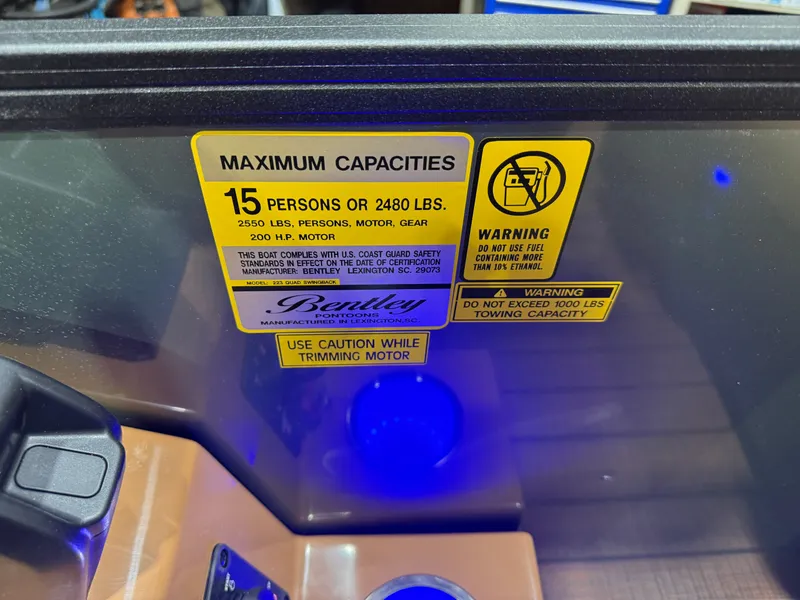 MAXIMUM CAPACITIES
15 PERSONS OR 2480 LBS.
2550 LBS, PERSONS, MOTOR, GEAR
200 H.P. MOTOR
THIS BOAT COMPLIES WITH U.S. COAST GUARD SAFETY
STANDARDS IN EFFECT ON THE DATE OF CERTIFICATION
MANUFACTURER: BENTLEY LEXINGTON SC. 29073
MODEL: 223 QUAD SWINGBACK
Bentley
PONTOONS
MANUFACTURED IN LEXINGTON, S.C.
USE CAUTION WHILE
TRIMMING MOTOR
WARNING
DO NOT USE FUEL
CONTAINING MORE
THAN 10% ETHANOL.
WARNING
DO NOT EXCEED 1000 LBS
TOWING CAPACITY